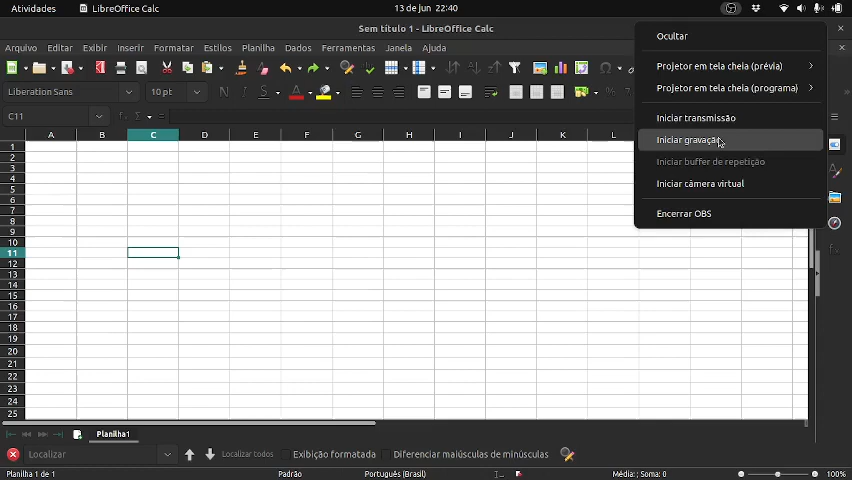 Atividades LibreOffice Calc 13 de jun 22:40
Sem título 1 - LibreOffice Calc
Arquivo Editar Exibir Inserir Formatar Estilos Planilha Dados Ferramentas Janela Ajuda
Liberation Sans 10 pt N I S
C11
A B C D E F G H I J K L
1
2
3
4
5
6
7
8
9
10
11
12
13
14
15
16
17
18
19
20
21
22
23
24
25
Ocultar
Projetor em tela cheia (prévia)
Projetor em tela cheia (programa)
Iniciar transmissão
Iniciar gravação
Iniciar buffer de repetição
Iniciar câmera virtual
Encerrar OBS
Planilha1
Localizar Localizar todos Exibição formatada Diferenciar maiúsculas de minúsculas
Planilha 1 de 1 Padrão Português (Brasil) Média: ; Soma: 0 100%